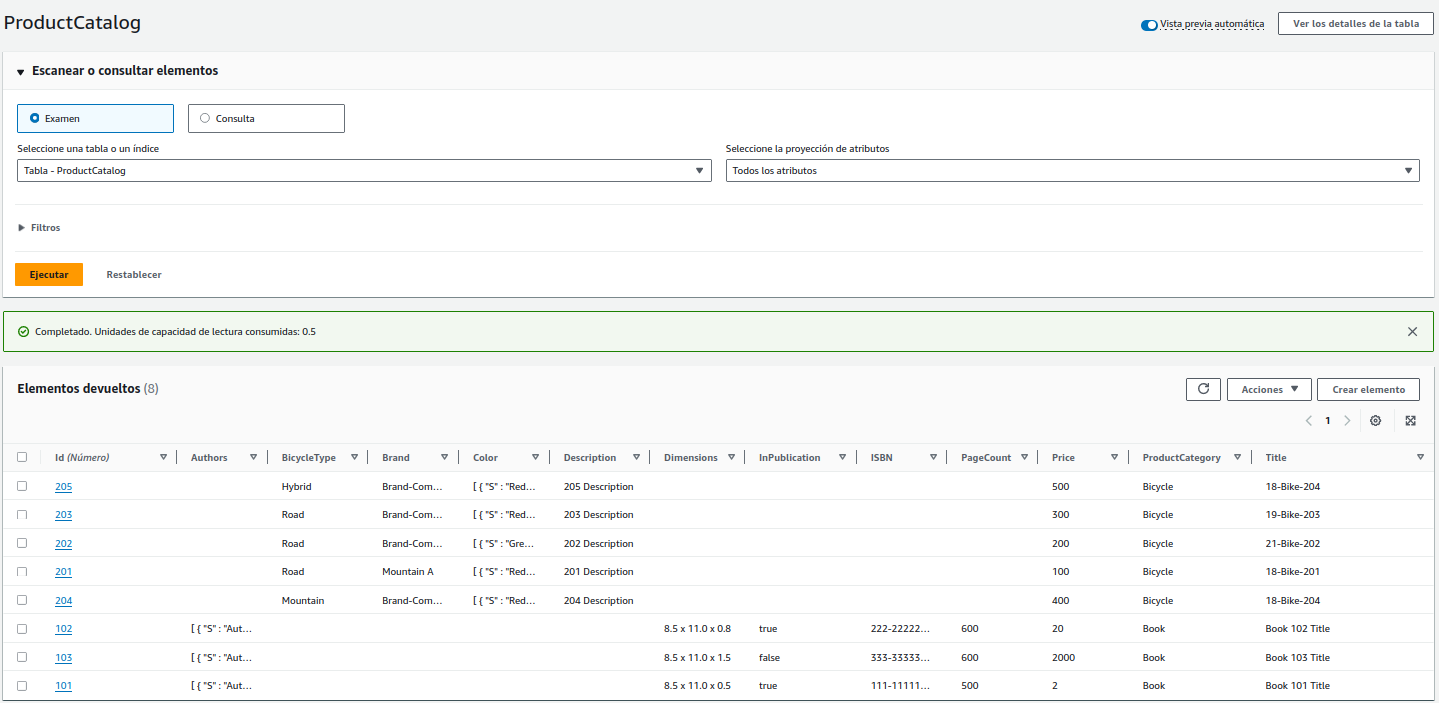 ProductCatalog
Vista previa automática
Ver los detalles de la tabla
Escanear o consultar elementos
Examen Consulta
Seleccione una tabla o un índice Seleccione la proyección de atributos
Tabla - ProductCatalog Todos los atributos
Filtros
Ejecutar Restablecer
Completado. Unidades de capacidad de lectura consumidas: 0.5
Elementos devueltos (8) Acciones Crear elemento
1
Id (Número) Authors BicycleType Brand Color Description Dimensions InPublication ISBN PageCount Price ProductCategory Title
205 Hybrid Brand-Com... [ { "S" : "Red... 205 Description 500 Bicycle 18-Bike-204
203 Road Brand-Com... [ { "S" : "Red... 203 Description 300 Bicycle 19-Bike-203
202 Road Brand-Com... [ { "S" : "Gre... 202 Description 200 Bicycle 21-Bike-202
201 Road Mountain A [ { "S" : "Red... 201 Description 100 Bicycle 18-Bike-201
204 Mountain Brand-Com... [ { "S" : "Red... 204 Description 400 Bicycle 18-Bike-204
102 [ { "S" : "Aut... 8.5 x 11.0 x 0.8 true 222-22222... 600 20 Book Book 102 Title
103 [ { "S" : "Aut... 8.5 x 11.0 x 1.5 false 333-33333... 600 2000 Book Book 103 Title
101 [ { "S" : "Aut... 8.5 x 11.0 x 0.5 true 111-11111... 500 2 Book Book 101 Title